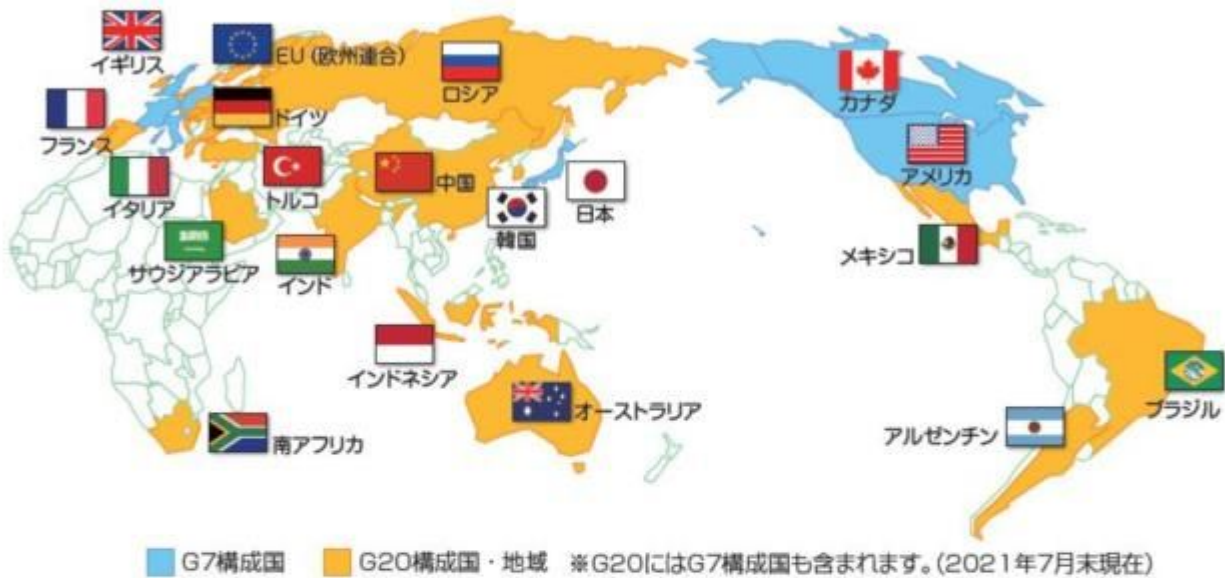 イギリス
EU（欧州連合）
ロシア
カナダ
フランス
ドイツ
アメリカ
イタリア
トルコ
中国
韓国
日本
サウジアラビア
インド
メキシコ
インドネシア
オーストラリア
ブラジル
南アフリカ
アルゼンチン
G7構成国 G20構成国・地域 ※G20にはG7構成国も含まれます。(2021年7月末現在)